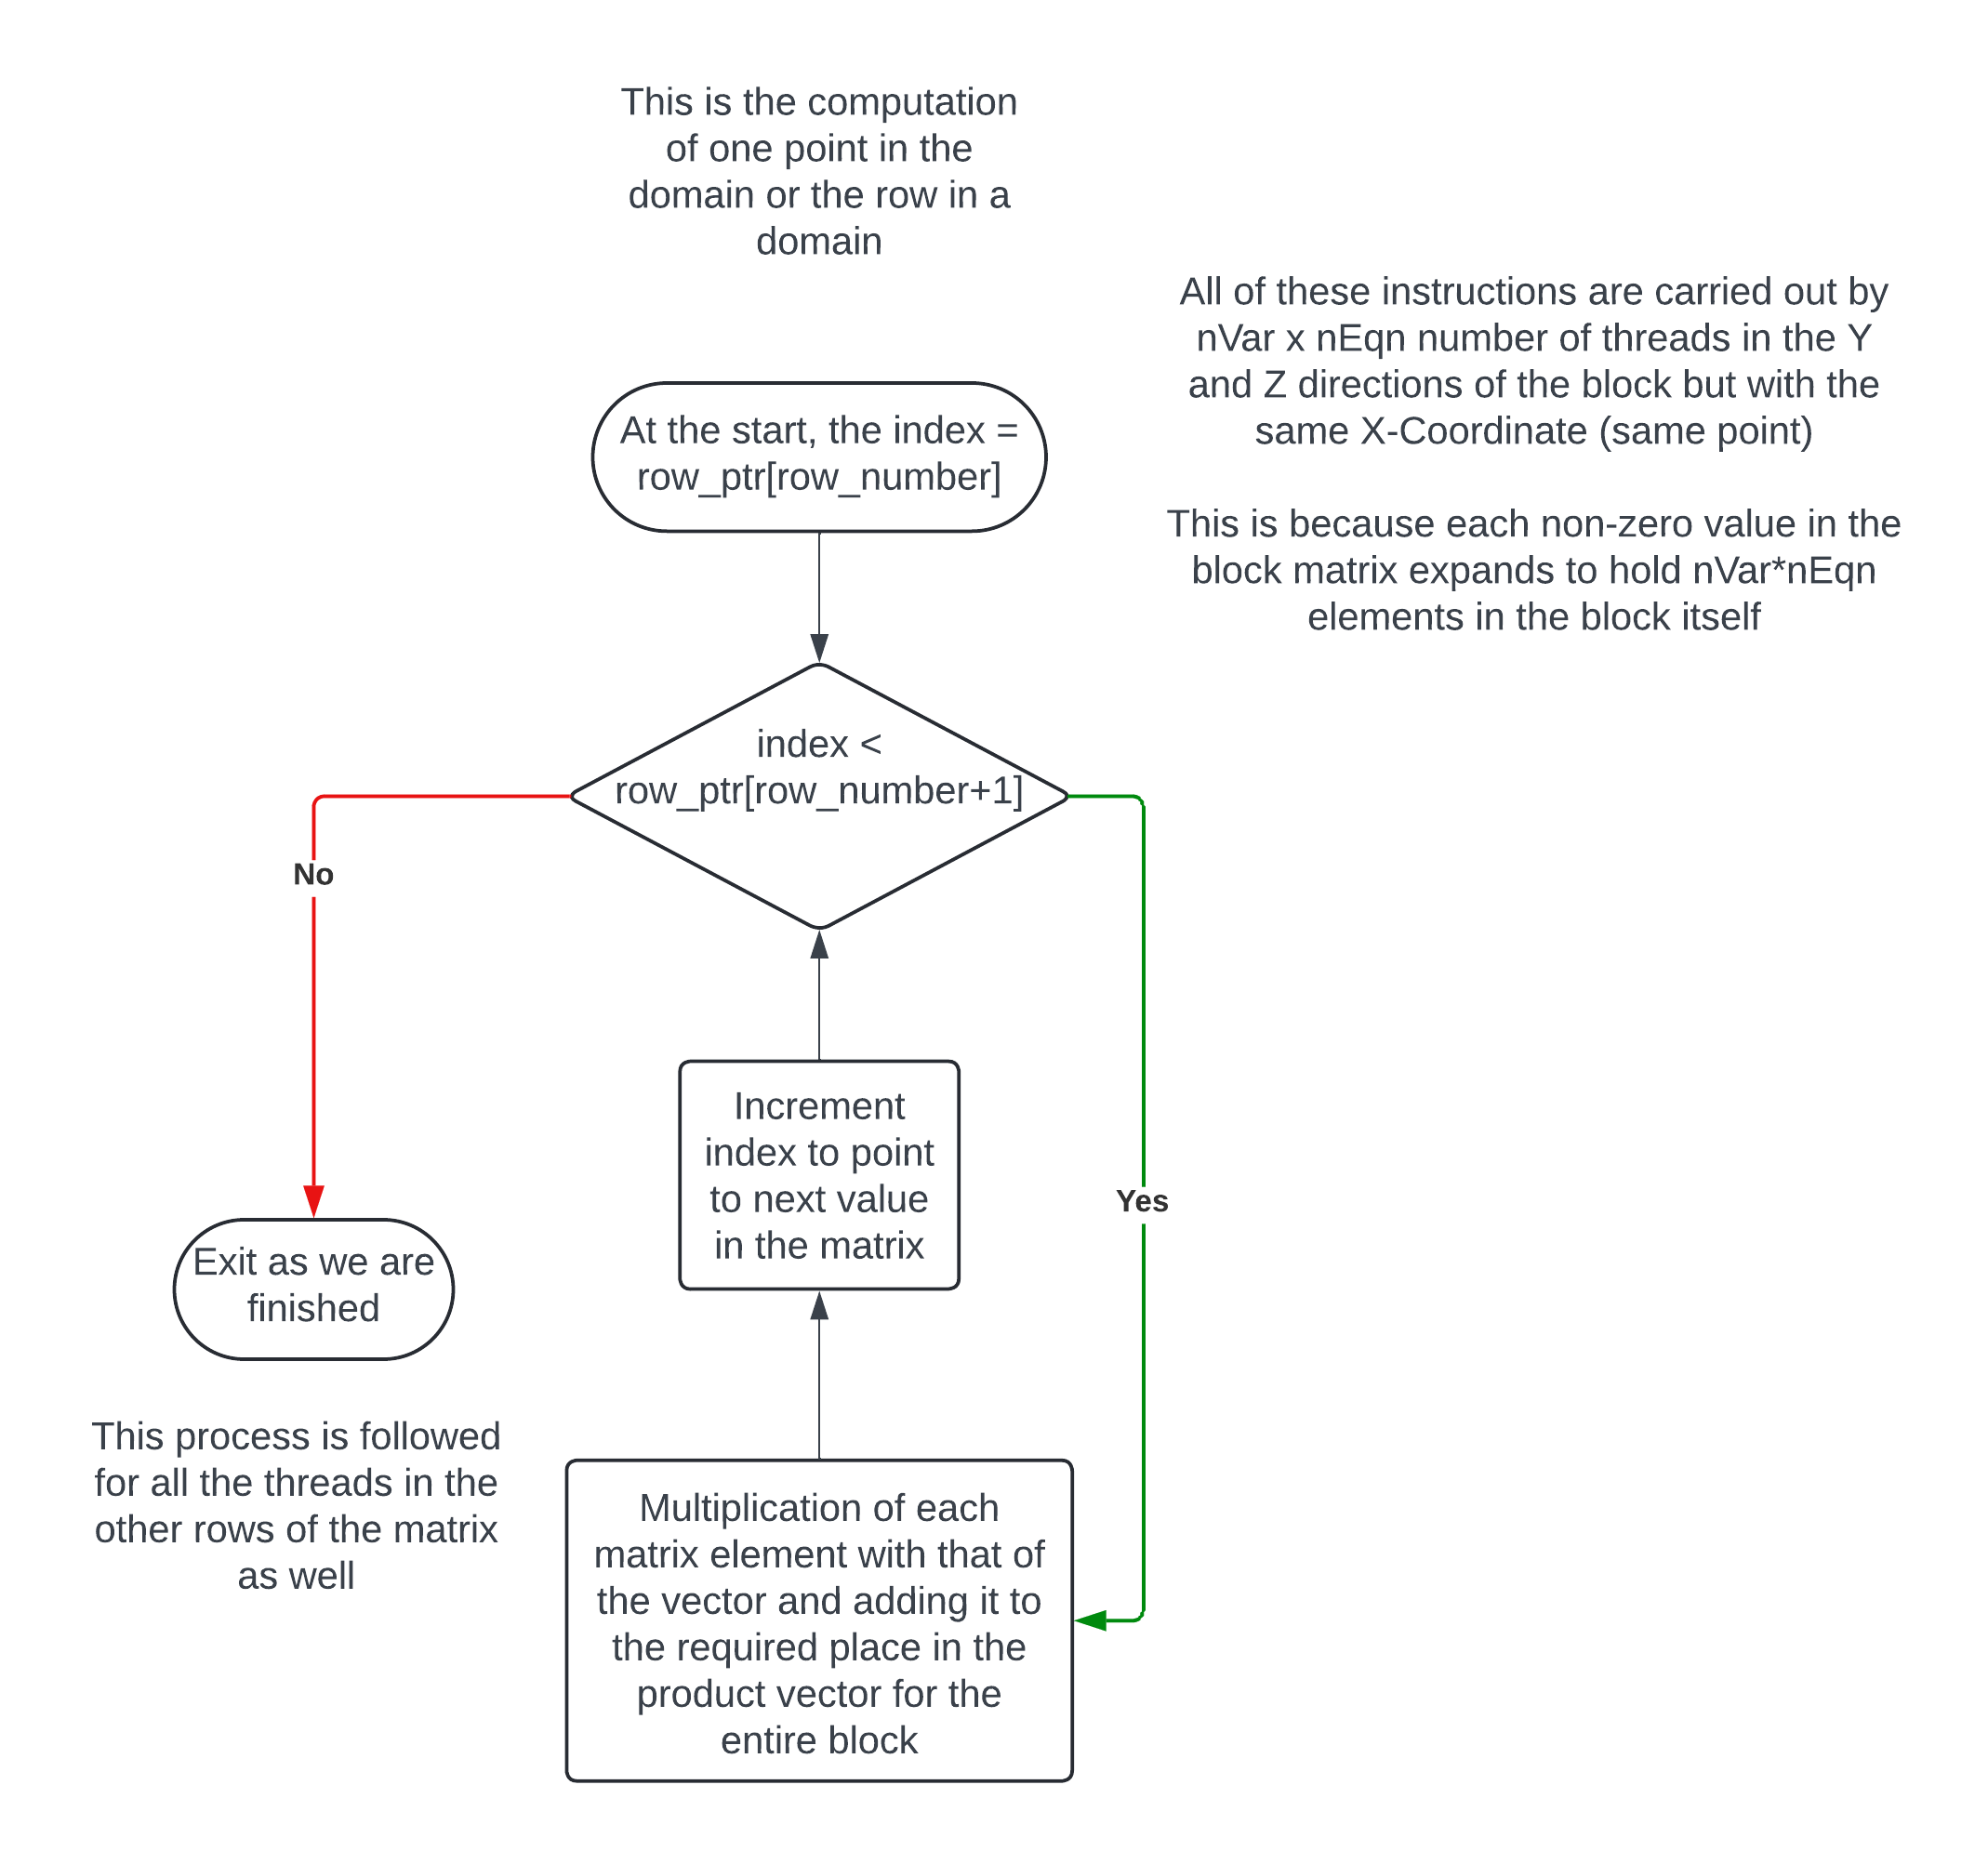 This is the computation
of one point in the
domain or the row in a
domain
All of these instructions are carried out by
nVar x nEqn number of threads in the Y
and Z directions of the block but with the
same X-Coordinate (same point)
This is because each non-zero value in the
block matrix expands to hold nVar*nEqn
elements in the block itself
At the start, the index =
row_ptr[row_number]
index <
row_ptr[row_number+1]
No
Yes
Increment
index to point
to next value
in the matrix
Exit as we are
finished
This process is followed
for all the threads in the
other rows of the matrix
as well
Multiplication of each
matrix element with that of
the vector and adding it to
the required place in the
product vector for the
entire block